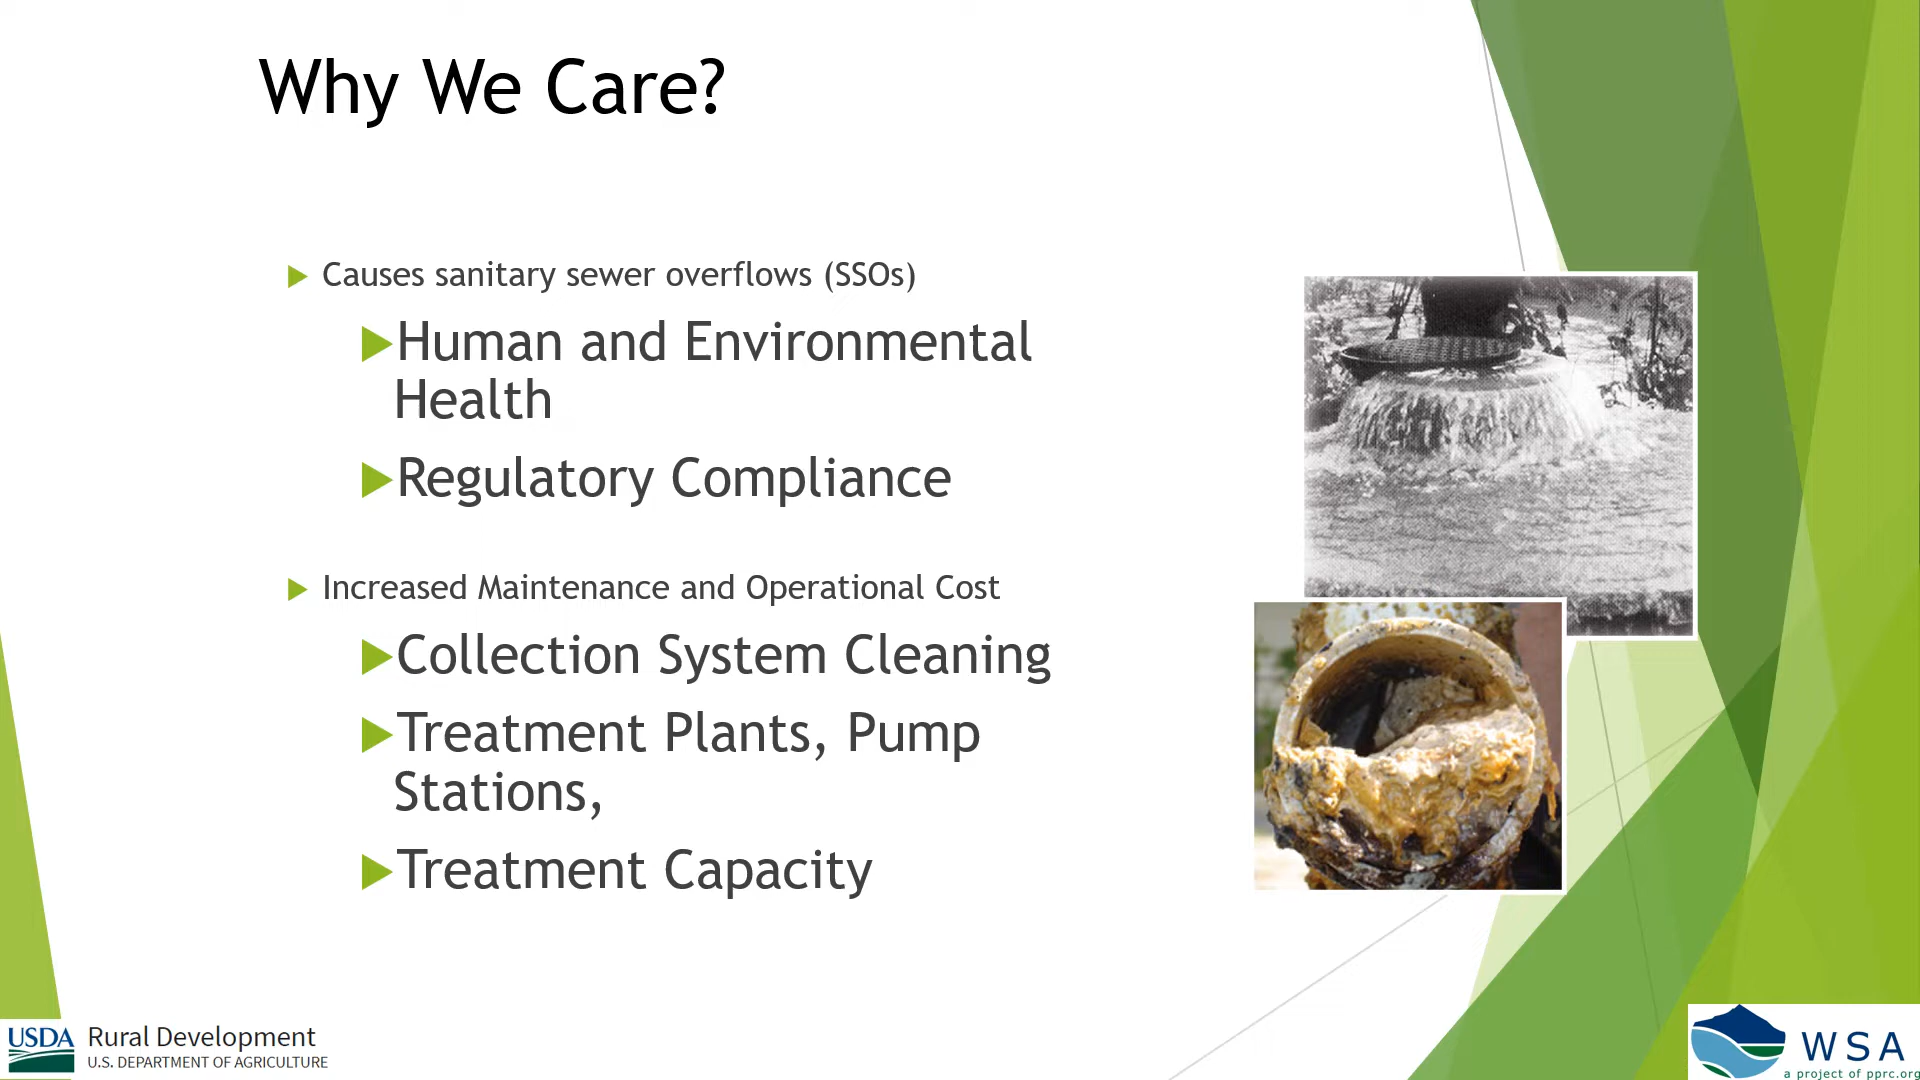 Why We Care?
Causes sanitary sewer overflows (SSOs)
Human and Environmental
Health
Regulatory Compliance
Increased Maintenance and Operational Cost
Collection System Cleaning
Treatment Plants, Pump
Stations,
Treatment Capacity
USDA Rural Development
U.S. DEPARTMENT OF AGRICULTURE
WSA
a project of pprc.org